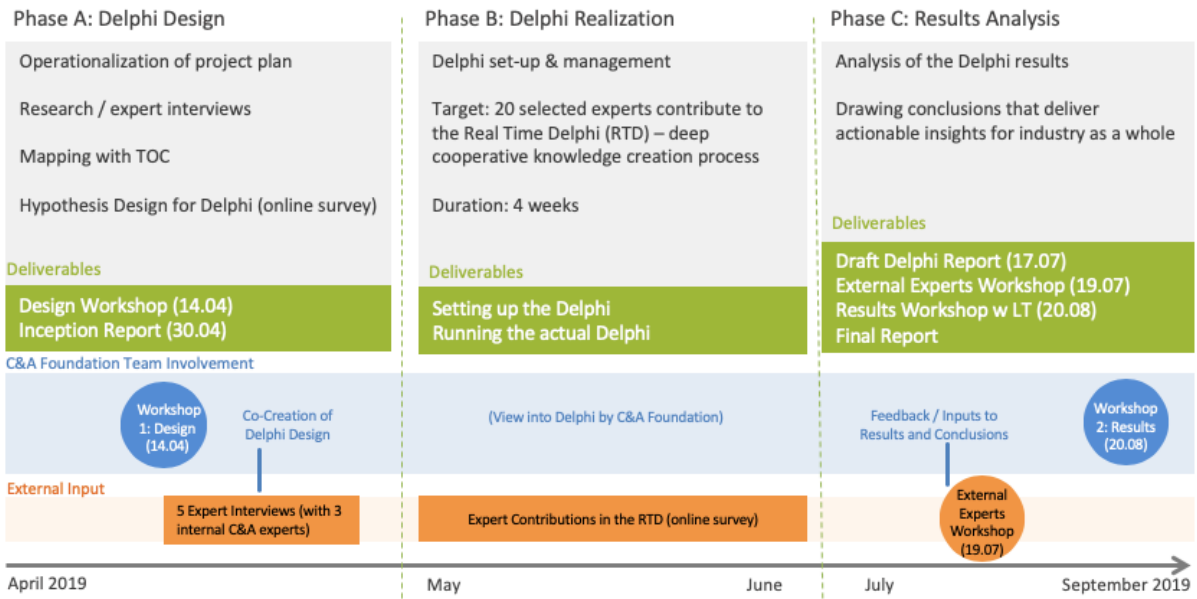 Phase A: Delphi Design
Operationalization of project plan
Research / expert interviews
Mapping with TOC
Hypothesis Design for Delphi (online survey)
Deliverables
Design Workshop (14.04)
Inception Report (30.04)
Phase B: Delphi Realization
Delphi set-up & management
Target: 20 selected experts contribute to
the Real Time Delphi (RTD) – deep
cooperative knowledge creation process
Duration: 4 weeks
Deliverables
Setting up the Delphi
Running the actual Delphi
Phase C: Results Analysis
Analysis of the Delphi results
Drawing conclusions that deliver
actionable insights for industry as a whole
Deliverables
Draft Delphi Report (17.07)
External Experts Workshop (19.07)
Results Workshop w LT (20.08)
Final Report
C&A Foundation Team Involvement
Workshop
1: Design
(14.04)
Co-Creation of
Delphi Design
(View into Delphi by C&A Foundation)
Feedback / Inputs to
Results and Conclusions
Workshop
2: Results
(20.08)
External Input
5 Expert Interviews (with 3
internal C&A experts)
Expert Contributions in the RTD (online survey)
External
Experts
Workshop
(19.07)
April 2019
May
June
July
September 2019